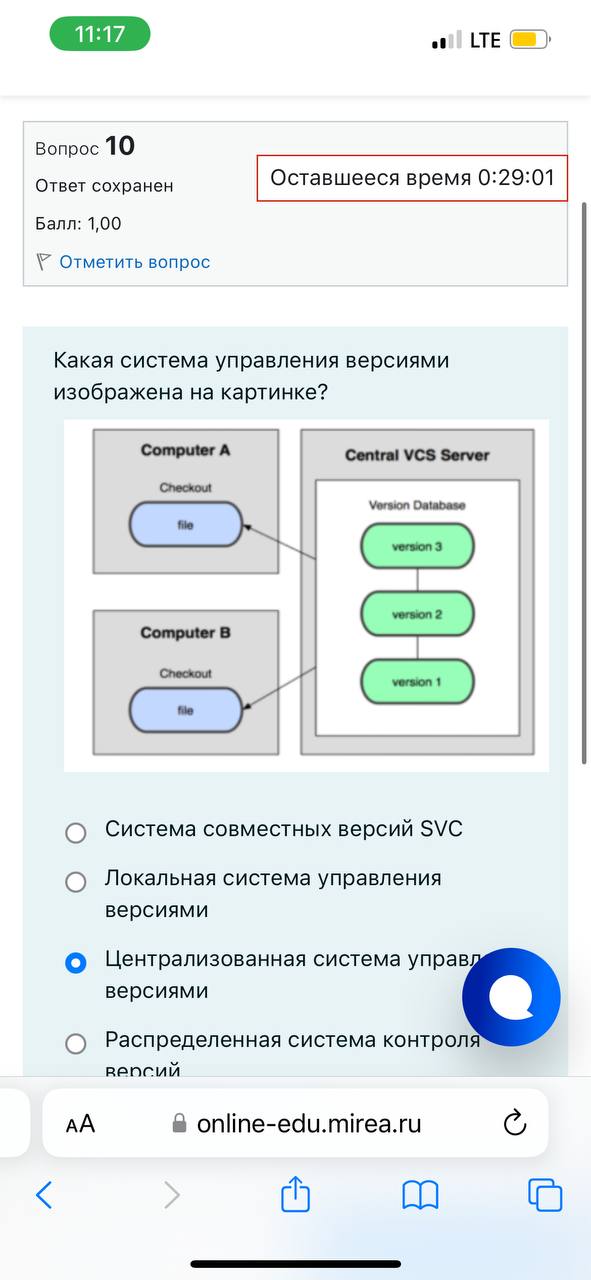 11:17
LTE
Вопрос 10
Ответ сохранен
Оставшееся время 0:29:01
Балл: 1,00
Отметить вопрос
Какая система управления версиями
изображена на картинке?
Computer A
Checkout
file
Computer B
Checkout
file
Central VCS Server
Version Database
version 3
version 2
version 1
Система совместных версий SVC
Локальная система управления
версиями
Централизованная система управл
версиями
Распределенная система контроля
версий
AA
online-edu.mirea.ru